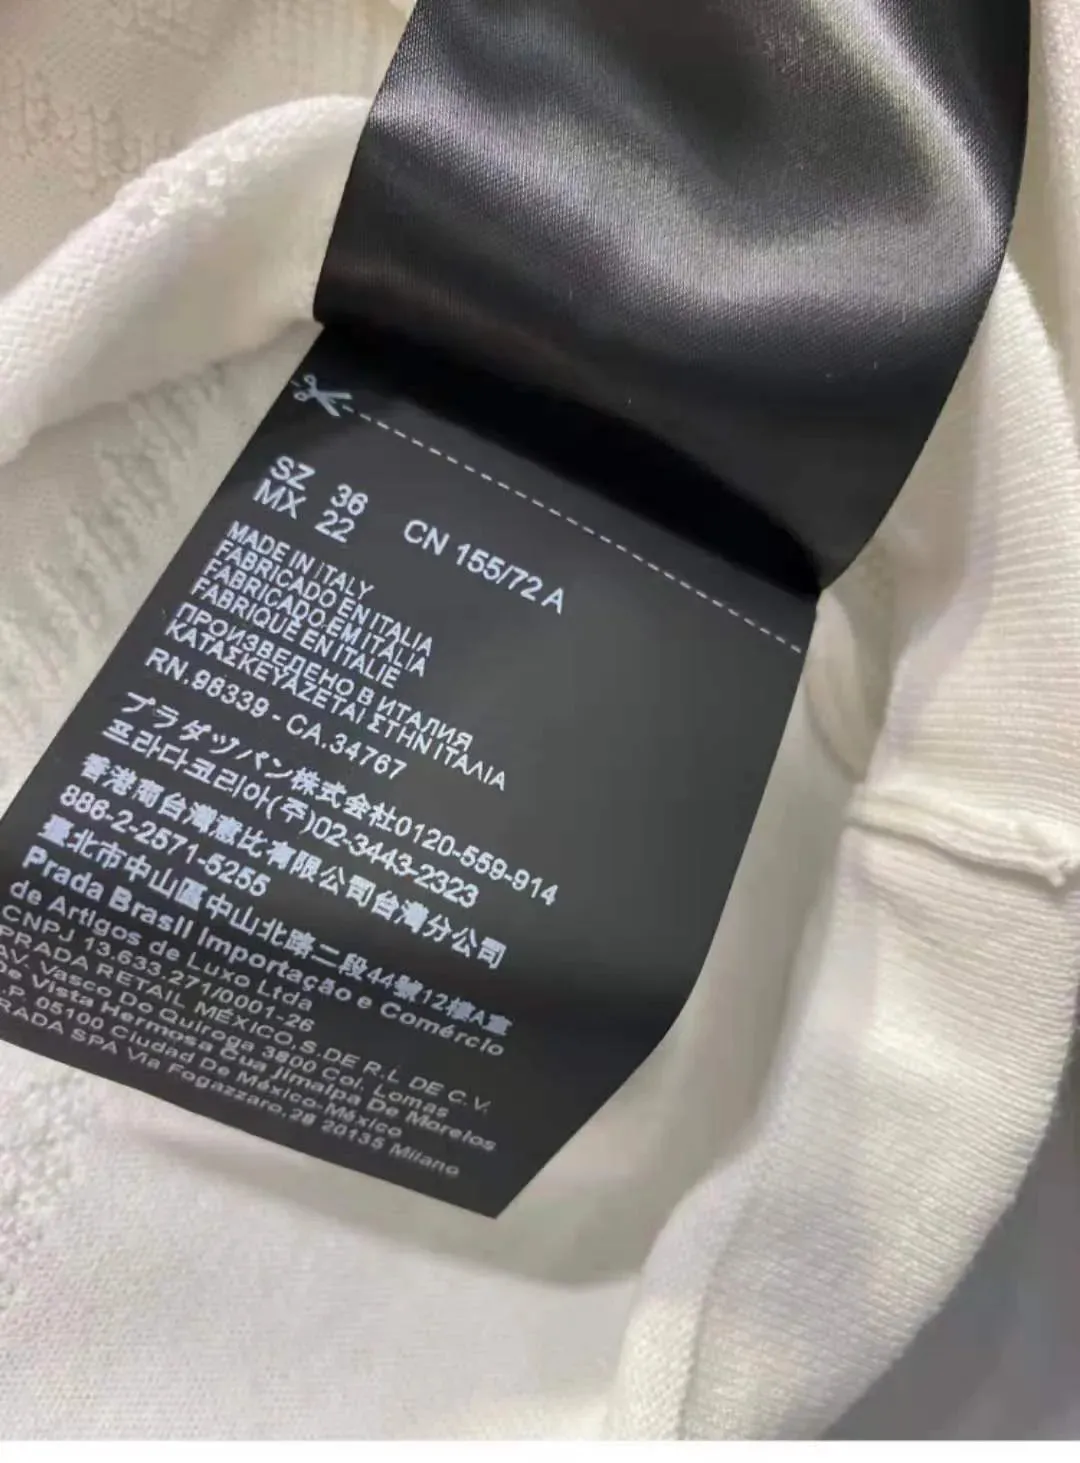 SZ 36 CN 155/72 A
MX 22
MADE IN ITALY
FABRICADO EN ITALIA
FABRICADO EM ITALIA
FABRIQUÉ EN ITALIE
ПРОИЗВЕДЕНО В ИТАЛИЯ
ΚΑΤΑΣΚΕΥΑΖΕΤΑΙ ΣΤΗΝ ΙΤΑΛΙΑ
RN.96339 - CA.34767
プラダジャパン株式会社0120-559-914
프라다코리아(주)02-3443-2323
香港商台灣惠比有限公司台灣分公司
886-2-2571-5255
臺北市中山區中山北路二段44號12樓A室
Prada Brasil Importação e Comércio
de Artigos de Luxo Ltda
CNPJ 13.633.271/0001-26
PRADA RETAIL MÉXICO,S.DE R.L DE C.V.
AV. Vasco Do Quiroga 3800 Col. Lomas
De Vista Hermosa Cua Jimalpa De Morelos
.P. 05100 Ciudad De México-México
RADA SPA Via Fogazzaro,28 20135 Milano